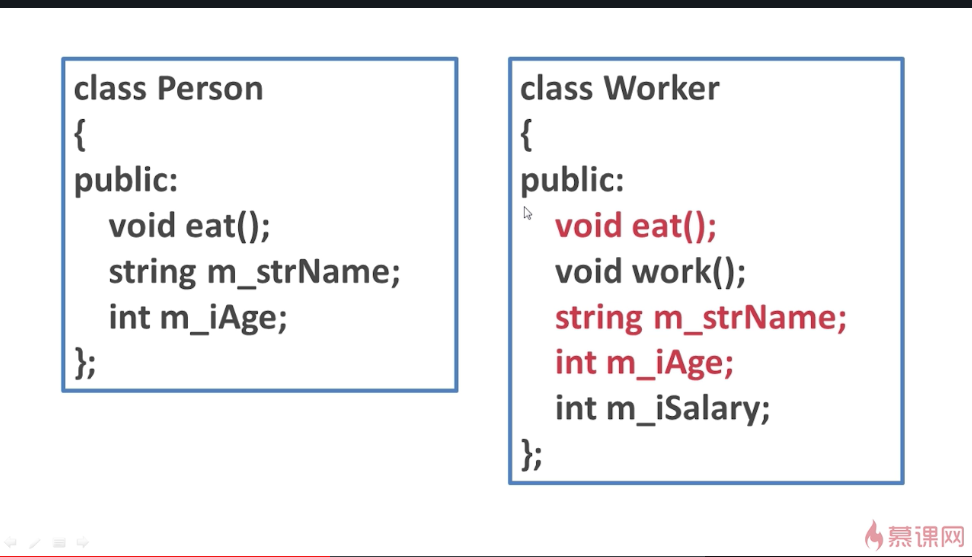 class Person
{
public:
void eat();
string m_strName;
int m_iAge;
};
class Worker
{
public:
void eat();
void work();
string m_strName;
int m_iAge;
int m_iSalary;
};
慕课网